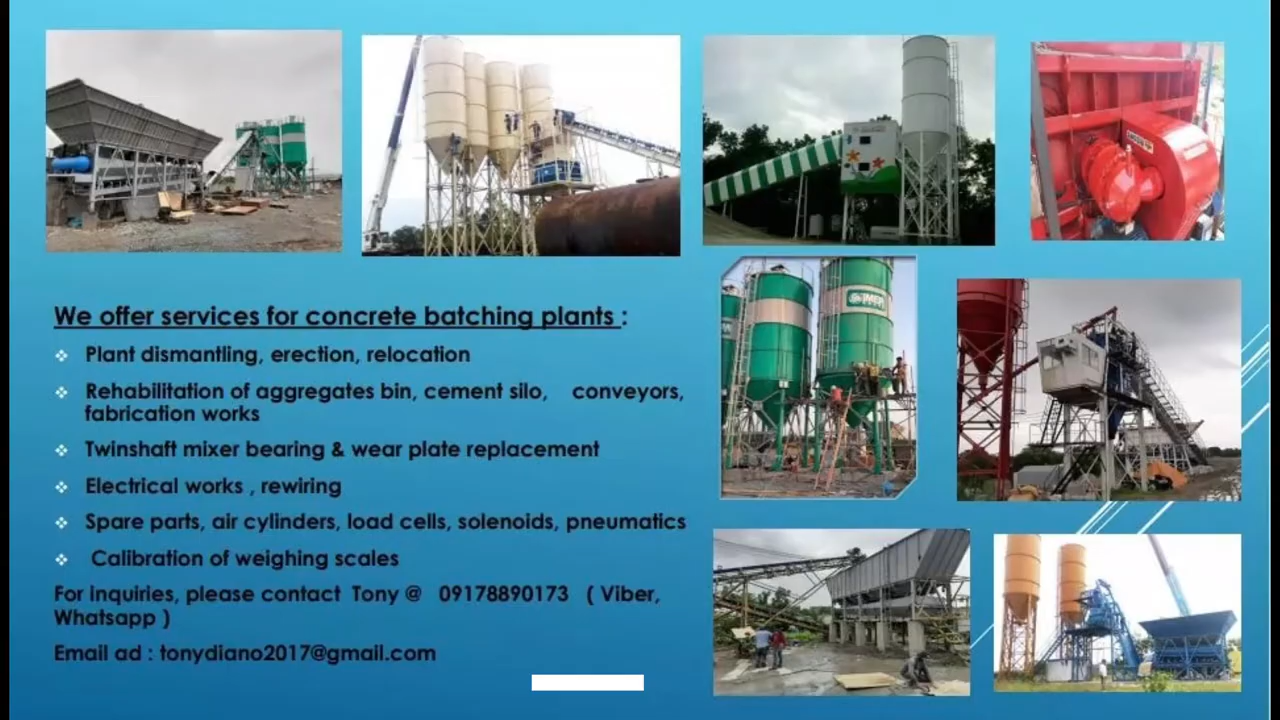 We offer services for concrete batching plants :
Plant dismantling, erection, relocation
Rehabilitation of aggregates bin, cement silo, conveyors,
fabrication works
Twinshaft mixer bearing & wear plate replacement
Electrical works , rewiring
Spare parts, air cylinders, load cells, solenoids, pneumatics
Calibration of weighing scales
For inquiries, please contact Tony @ 09178890173 ( Viber,
Whatsapp )
Email ad : tonydiano2017@gmail.com
IMER